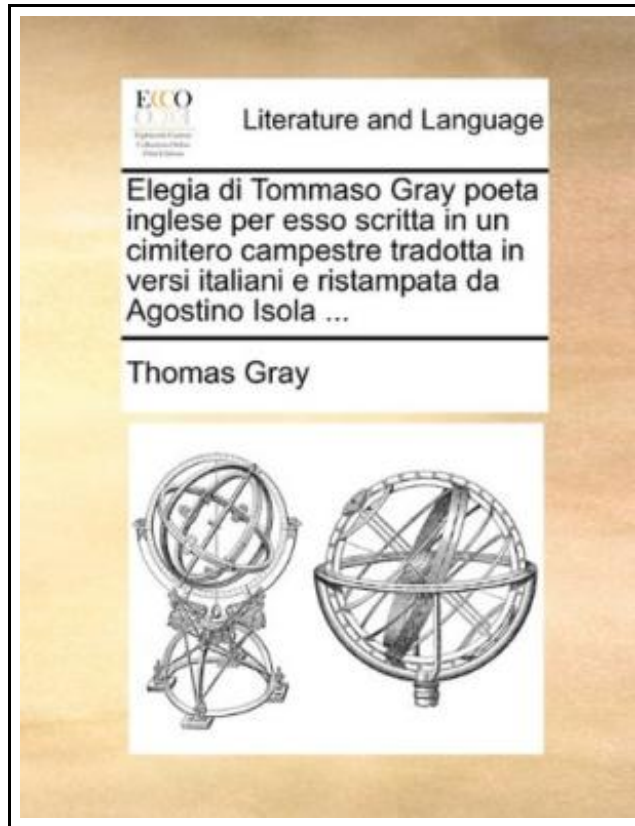 ECCO
Literature and Language
Elegia di Tommaso Gray poeta
inglese per esso scritta in un
cimitero campestre tradotta in
versi italiani e ristampata da
Agostino Isola ...
Thomas Gray